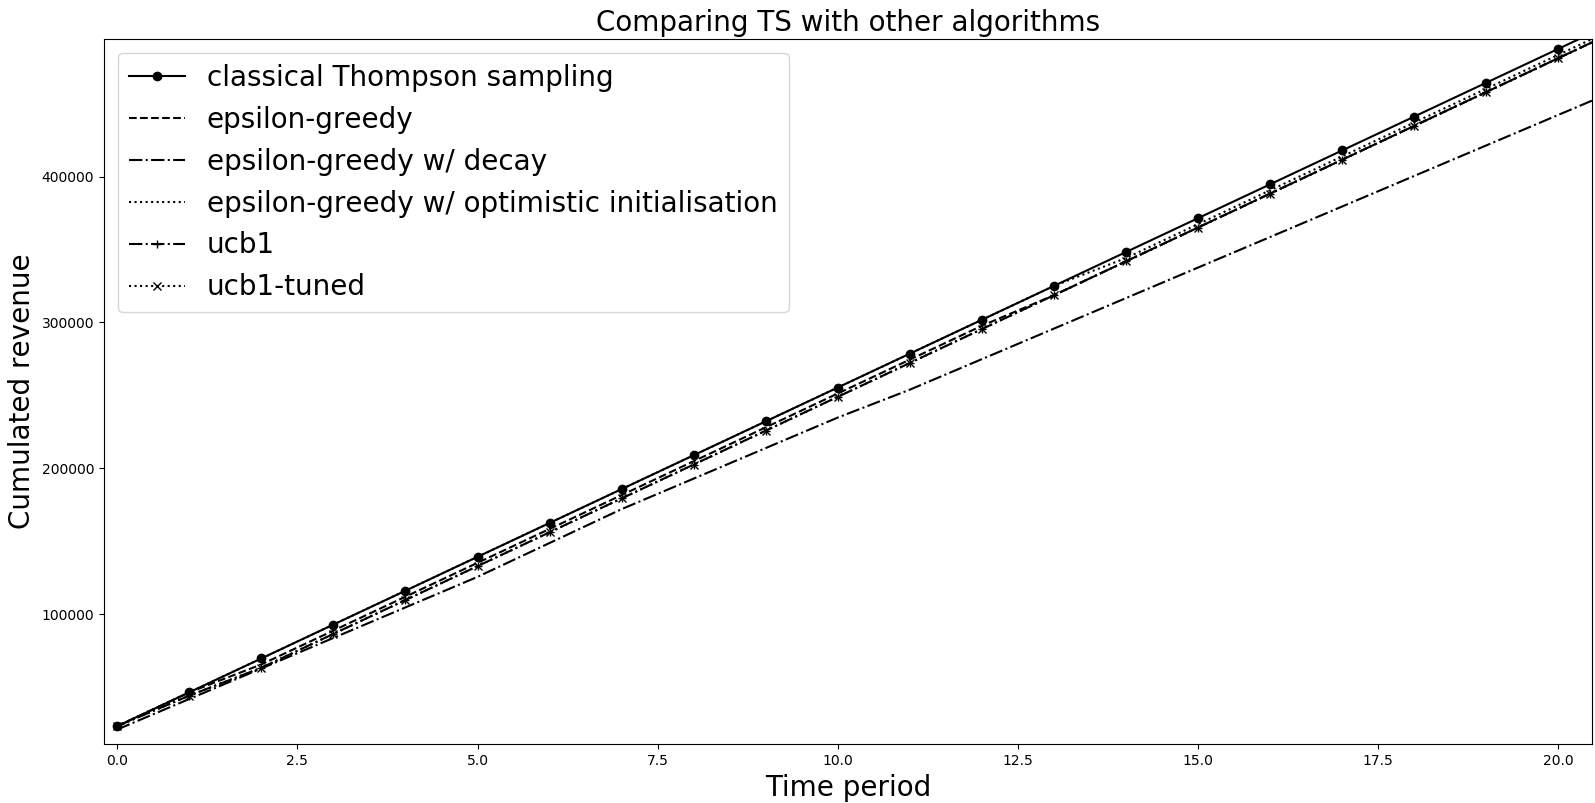 Comparing TS with other algorithms
classical Thompson sampling
epsilon-greedy
epsilon-greedy w/ decay
epsilon-greedy w/ optimistic initialisation
ucb1
ucb1-tuned
Cumulated revenue
400000
300000
200000
100000
0.0 2.5 5.0 7.5 10.0 12.5 15.0 17.5 20.0
Time period